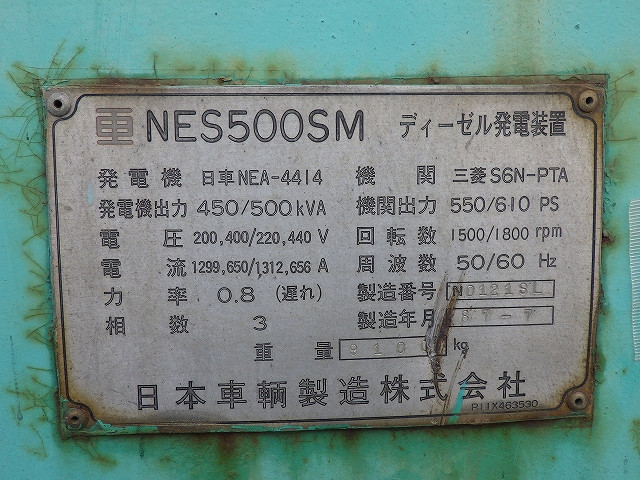 NES500SM ディーゼル発電装置
発電機 日車NEA-4414 機関 三菱S6N-PTA
発電機出力 450/500kVA 機関出力 550/610 PS
電圧 200,400/220,440 V 回転数 1500/1800 rpm
電流 1299,650/1312,656 A 周波数 50/60 Hz
力率 0.8 (遅れ) 製造番号 N0121SL
相数 3 製造年月 87-7
重量 9100 kg
日本車輌製造株式会社
P11X463530